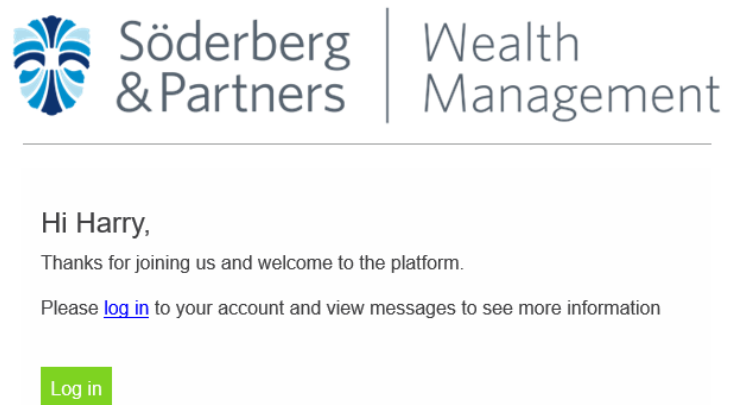 Söderberg
& Partners
Wealth
Management
Hi Harry,
Thanks for joining us and welcome to the platform.
Please log in to your account and view messages to see more information
Log in